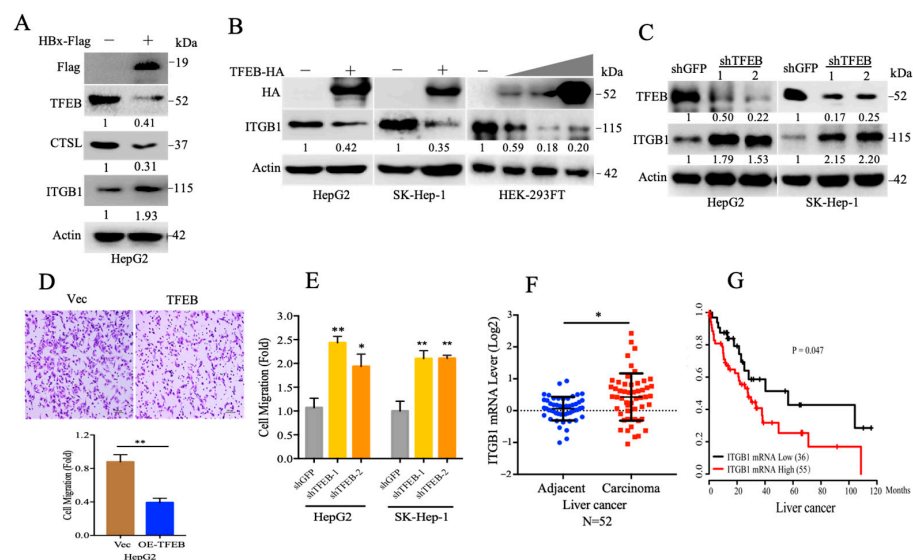 A
HBx-Flag − + kDa
Flag −19
TFEB −52
1 0.41
CTSL −37
1 0.31
ITGB1 −115
1 1.93
Actin −42
HepG2
B
TFEB-HA − + − + − kDa
HA −52
ITGB1 −115
1 0.42 1 0.35 1 0.59 0.18 0.20
Actin −42
HepG2 SK-Hep-1 HEK-293FT
C
shGFP shTFEB shGFP shTFEB
1 2 1 2 kDa
TFEB −52
1 0.50 0.22 1 0.17 0.25
ITGB1 −115
1 1.79 1.53 1 2.15 2.20
Actin −42
HepG2 SK-Hep-1
D
Vec TFEB
Cell Migration (Fold)
1.2
0.8
0.4
0.0
**
Vec OE-TFEB
HepG2
E
Cell Migration (Fold)
3.0
2.5
2.0
1.5
1.0
0.5
0.0
** * ** **
shGFP shTFEB-1 shTFEB-2 shGFP shTFEB-1 shTFEB-2
HepG2 SK-Hep-1
F
ITGB1 mRNA Lever (Log2)
3
2
1
0
−1
−2
*
Adjacent Carcinoma
Liver cancer
N=52
G
1.0
0.8
0.6
0.4
0.2
0.0
P = 0.047
ITGB1 mRNA Low (36)
ITGB1 mRNA High (55)
0 20 40 60 80 100 120 Months
Liver cancer